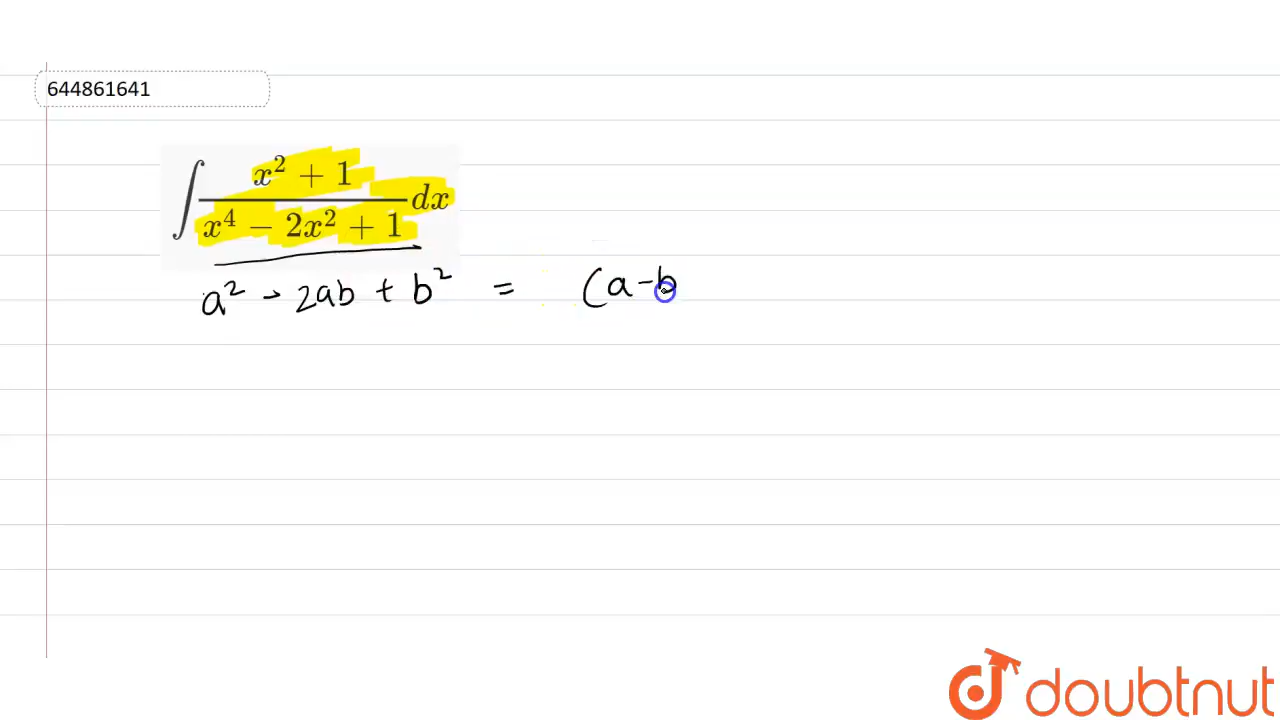 644861641
∫ x² + 1 / x⁴ − 2x² + 1 dx
a² - 2ab + b² = (a-b
doubtnut